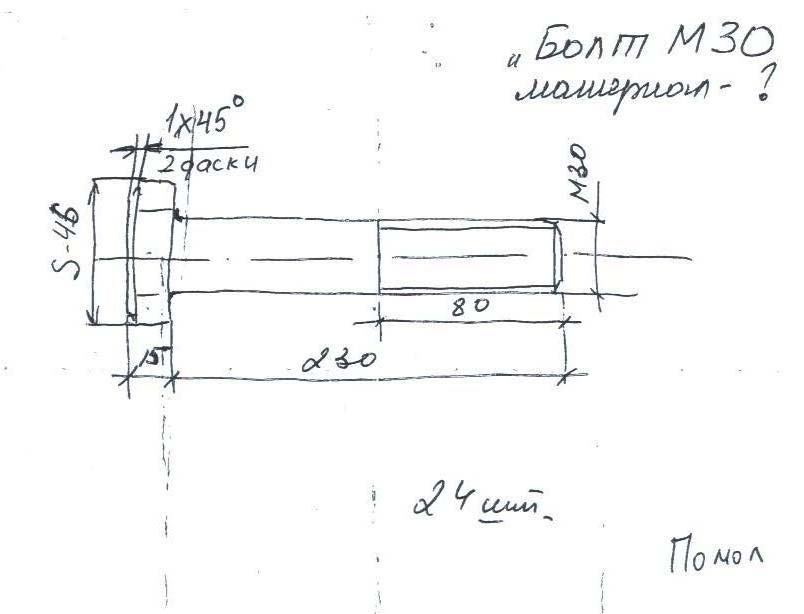 „Болт М30
материал - ?
1х45°
2 фаски
S-46
М30
80
15
230
24 шт.
Помол